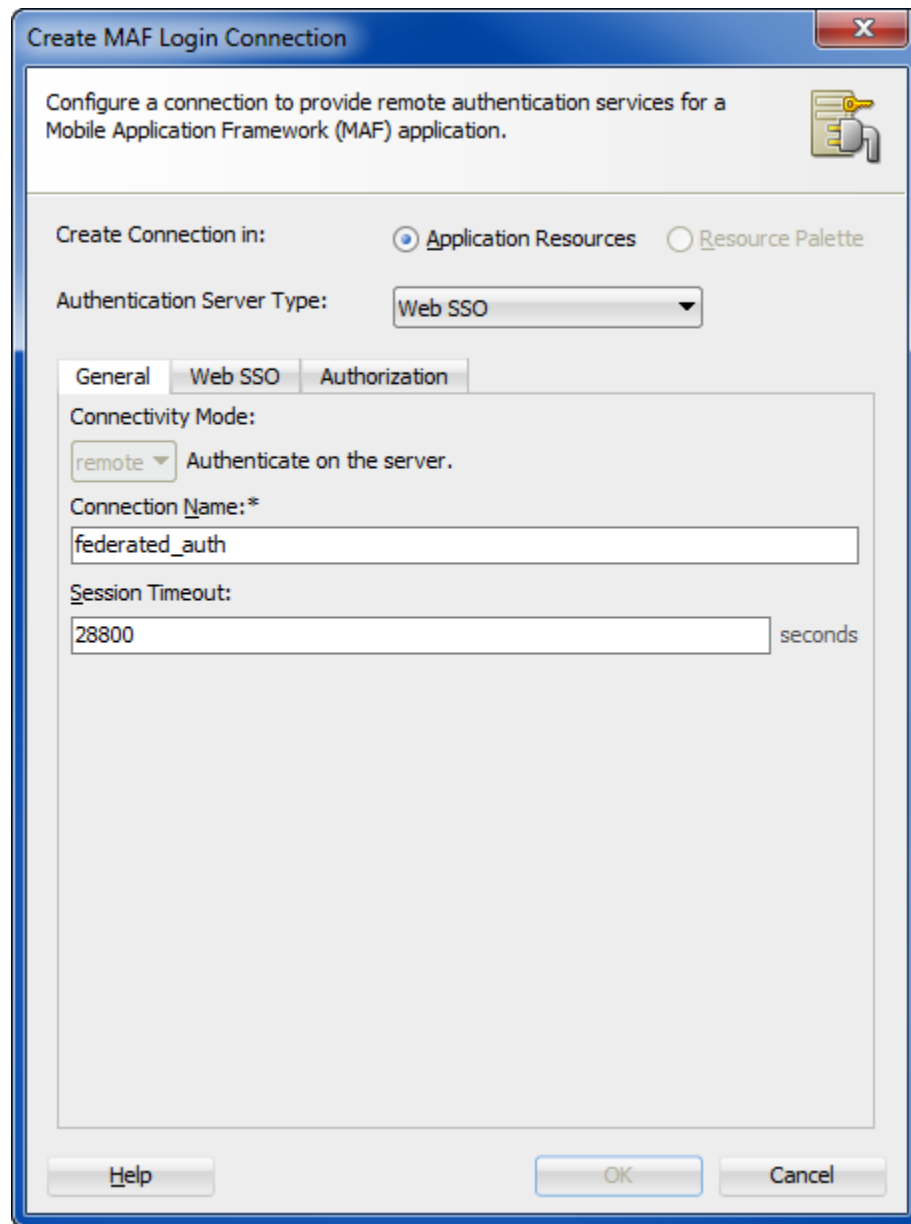 Create MAF Login Connection
Configure a connection to provide remote authentication services for a
Mobile Application Framework (MAF) application.
Create Connection in: Application Resources Resource Palette
Authentication Server Type: Web SSO
General Web SSO Authorization
Connectivity Mode:
remote Authenticate on the server.
Connection Name:*
federated_auth
Session Timeout:
28800 seconds
Help OK Cancel